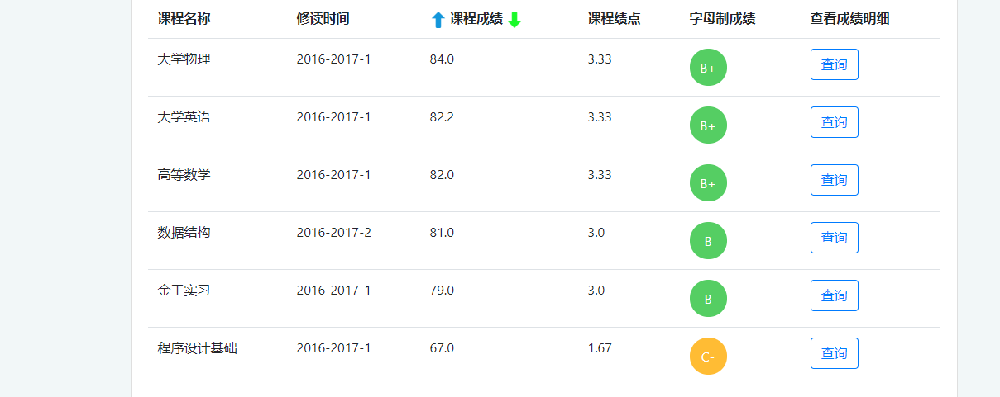 课程名称 修读时间 课程成绩 课程绩点 字母制成绩 查看成绩明细
大学物理 2016-2017-1 84.0 3.33 B+ 查询
大学英语 2016-2017-1 82.2 3.33 B+ 查询
高等数学 2016-2017-1 82.0 3.33 B+ 查询
数据结构 2016-2017-2 81.0 3.0 B 查询
金工实习 2016-2017-1 79.0 3.0 B 查询
程序设计基础 2016-2017-1 67.0 1.67 C- 查询